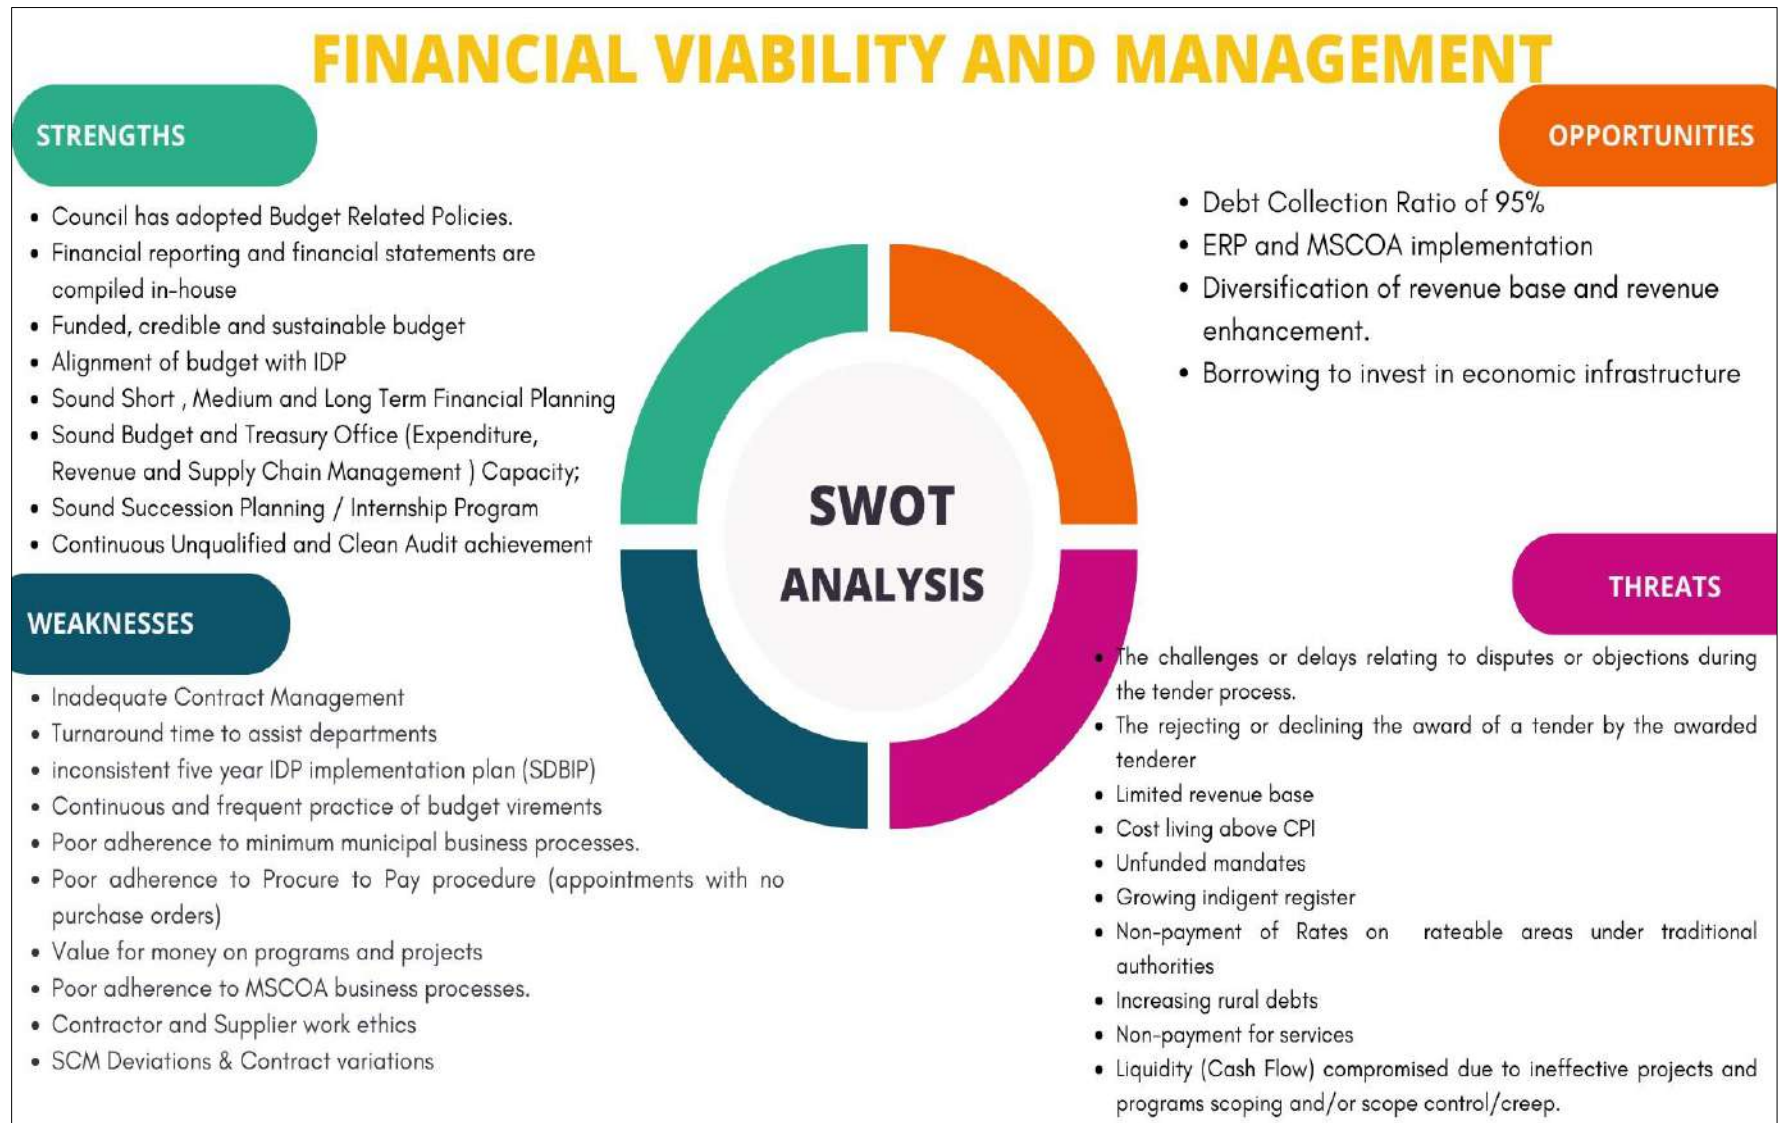 FINANCIAL VIABILITY AND MANAGEMENT
STRENGTHS
• Council has adopted Budget Related Policies.
• Financial reporting and financial statements are
compiled in-house
• Funded, credible and sustainable budget
• Alignment of budget with IDP
• Sound Short , Medium and Long Term Financial Planning
• Sound Budget and Treasury Office (Expenditure,
Revenue and Supply Chain Management ) Capacity;
• Sound Succession Planning / Internship Program
• Continuous Unqualified and Clean Audit achievement
WEAKNESSES
• Inadequate Contract Management
• Turnaround time to assist departments
• inconsistent five year IDP implementation plan (SDBIP)
• Continuous and frequent practice of budget virements
• Poor adherence to minimum municipal business processes.
• Poor adherence to Procure to Pay procedure (appointments with no
purchase orders)
• Value for money on programs and projects
• Poor adherence to MSCOA business processes.
• Contractor and Supplier work ethics
• SCM Deviations & Contract variations
SWOT
ANALYSIS
OPPORTUNITIES
• Debt Collection Ratio of 95%
• ERP and MSCOA implementation
• Diversification of revenue base and revenue
enhancement.
• Borrowing to invest in economic infrastructure
THREATS
• The challenges or delays relating to disputes or objections during
the tender process.
• The rejecting or declining the award of a tender by the awarded
tenderer
• Limited revenue base
• Cost living above CPI
• Unfunded mandates
• Growing indigent register
• Non-payment of Rates on rateable areas under traditional
authorities
• Increasing rural debts
• Non-payment for services
• Liquidity (Cash Flow) compromised due to ineffective projects and
programs scoping and/or scope control/creep.